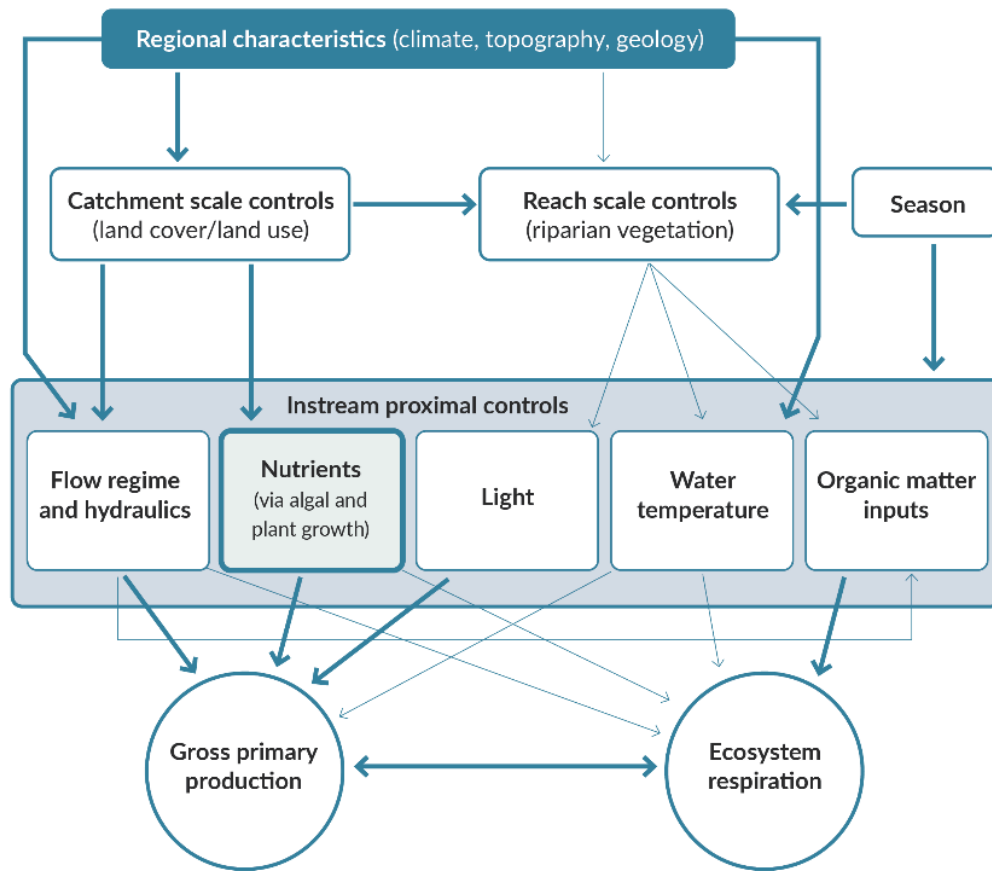 Regional characteristics (climate, topography, geology)
Catchment scale controls
(land cover/land use)
Reach scale controls
(riparian vegetation)
Season
Instream proximal controls
Flow regime
and hydraulics
Nutrients
(via algal and
plant growth)
Light
Water
temperature
Organic matter
inputs
Gross primary
production
Ecosystem
respiration